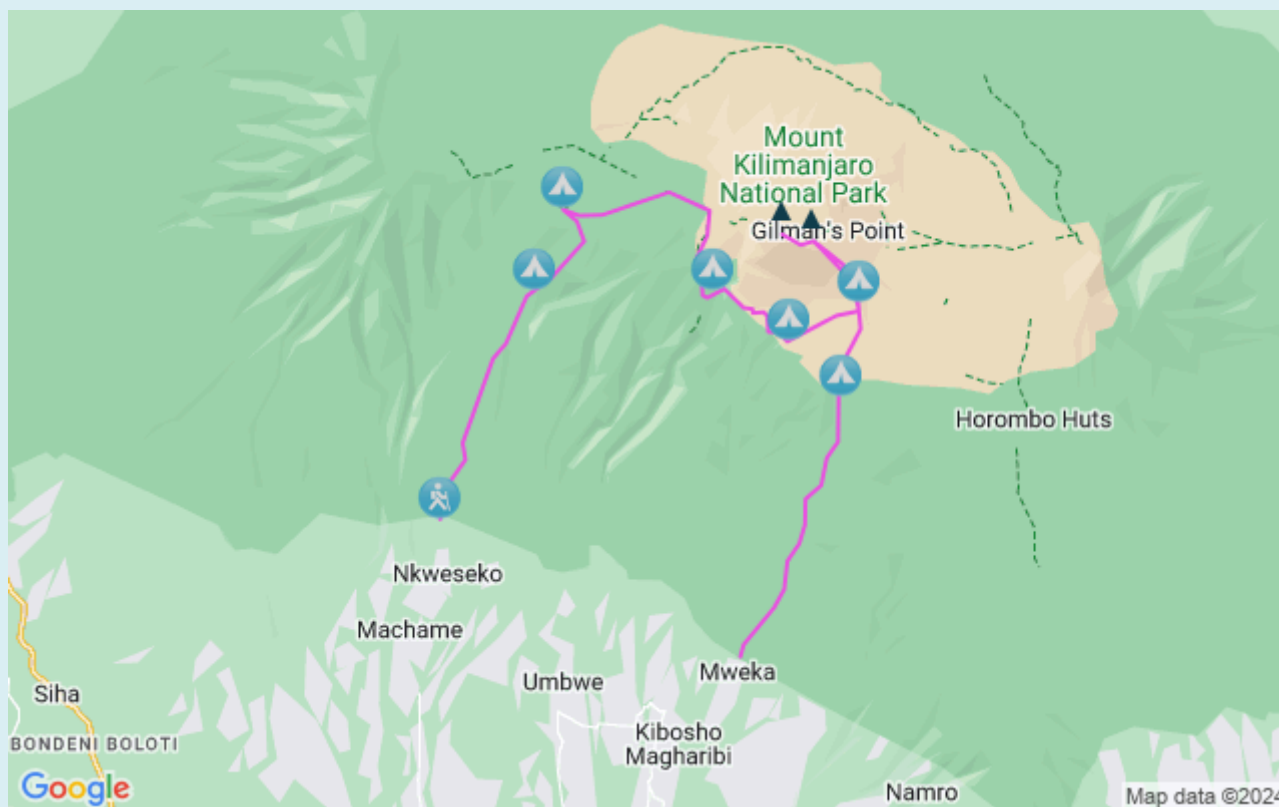 Mount
Kilimanjaro
National Park
Gilman's Point
Horombo Huts
Nkweseko
Machame
Umbwe
Mweka
Siha
BONDENI BOLOTI
Kibosho
Magharibi
Namro
Google
Map data ©2024